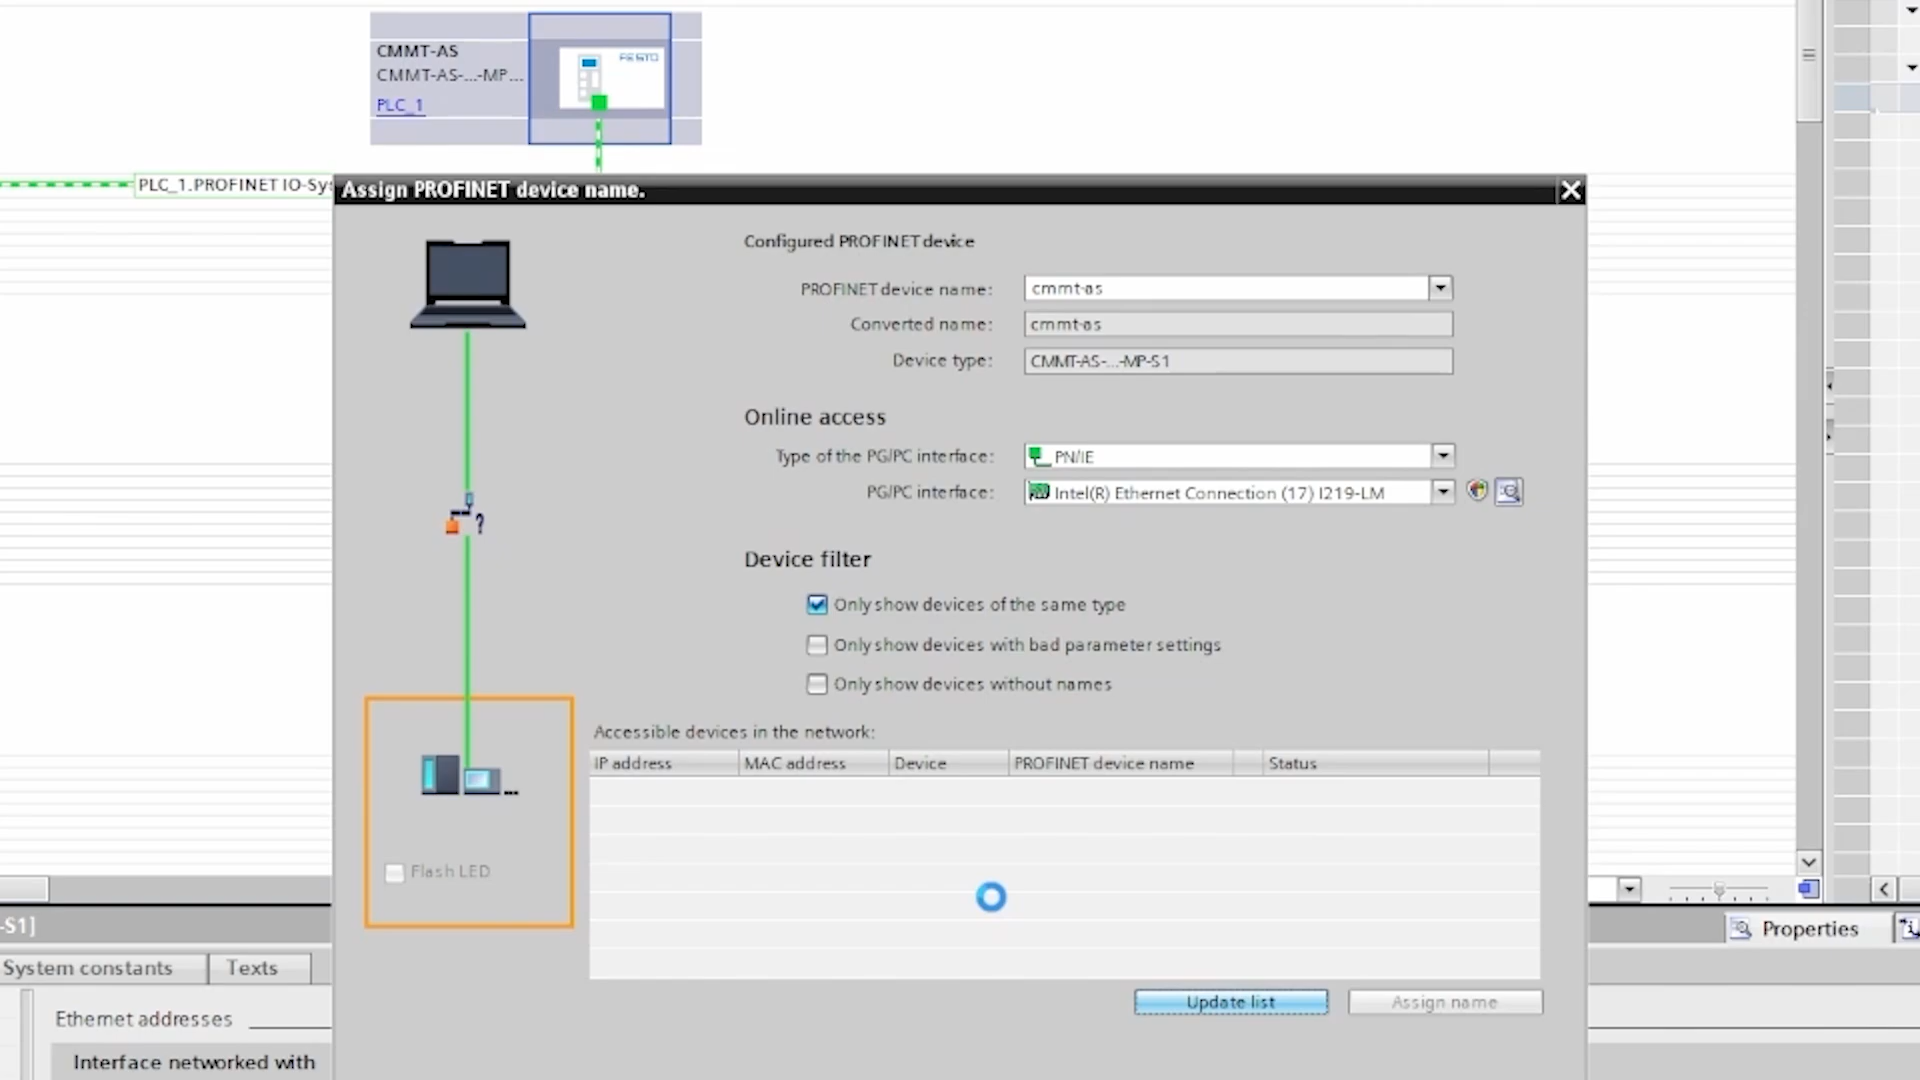 CMMT-AS
CMMT-AS-...-MP...
FESTO
PLC_1
PLC_1.PROFINET IO-Sys
Assign PROFINET device name.
Configured PROFINET device
PROFINET device name: cmmt-as
Converted name: cmmt-as
Device type: CMMT-AS-...-MP-S1
Online access
Type of the PG/PC interface: PN/IE
PG/PC interface: Intel(R) Ethernet Connection (17) I219-LM
?
Device filter
Only show devices of the same type
Only show devices with bad parameter settings
Only show devices without names
Accessible devices in the network:
IP address MAC address Device PROFINET device name Status
...
Flash LED
-S1]
Properties
System constants Texts
Update list Assign name
Ethernet addresses
Interface networked with